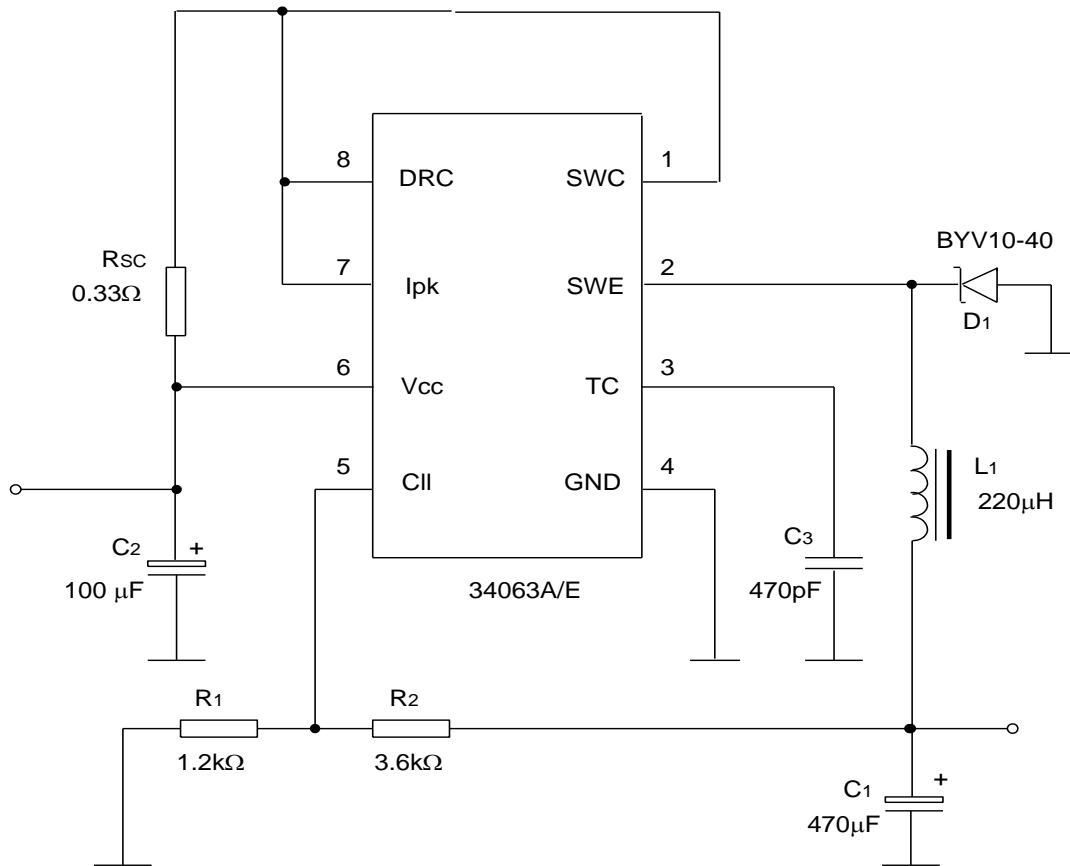 8
DRC
SWC
1
BYV10-40
RSC
0.33Ω
7
Ipk
SWE
2
D1
6
Vcc
TC
3
5
CII
GND
4
L1
220μH
C2
+
100 μF
C3
470pF
34063A/E
R1
R2
1.2kΩ
3.6kΩ
C1
+
470μF